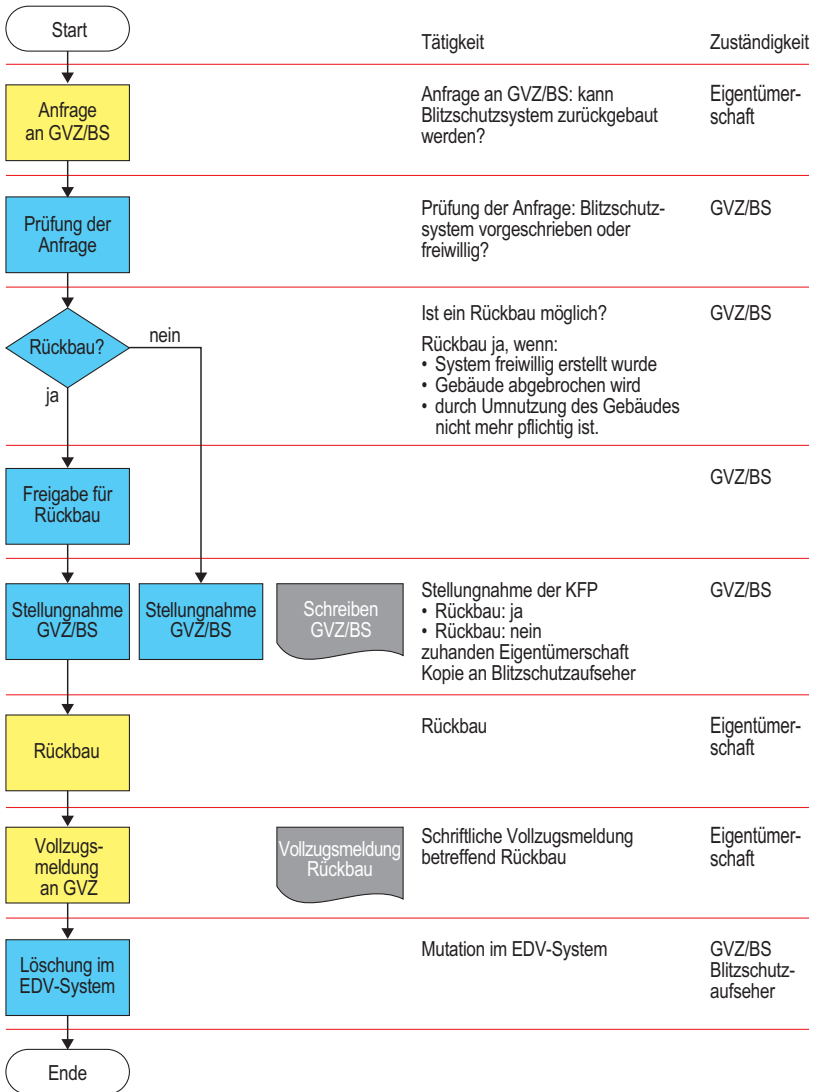 Start
Tätigkeit
Zuständigkeit
Anfrage
an GVZ/BS
Anfrage an GVZ/BS: kann
Blitzschutzsystem zurückgebaut
werden?
Eigentümer-
schaft
Prüfung der
Anfrage
Prüfung der Anfrage: Blitzschutz-
system vorgeschrieben oder
freiwillig?
GVZ/BS
Rückbau?
nein
ja
Ist ein Rückbau möglich?
Rückbau ja, wenn:
• System freiwillig erstellt wurde
• Gebäude abgebrochen wird
• durch Umnutzung des Gebäudes
nicht mehr pflichtig ist.
GVZ/BS
Freigabe für
Rückbau
GVZ/BS
Stellungnahme
GVZ/BS
Stellungnahme
GVZ/BS
Schreiben
GVZ/BS
Stellungnahme der KFP
• Rückbau: ja
• Rückbau: nein
zuhanden Eigentümerschaft
Kopie an Blitzschutzaufseher
GVZ/BS
Rückbau
Rückbau
Eigentümer-
schaft
Vollzugs-
meldung
an GVZ
Vollzugsmeldung
Rückbau
Schriftliche Vollzugsmeldung
betreffend Rückbau
Eigentümer-
schaft
Löschung im
EDV-System
Mutation im EDV-System
GVZ/BS
Blitzschutz-
aufseher
Ende